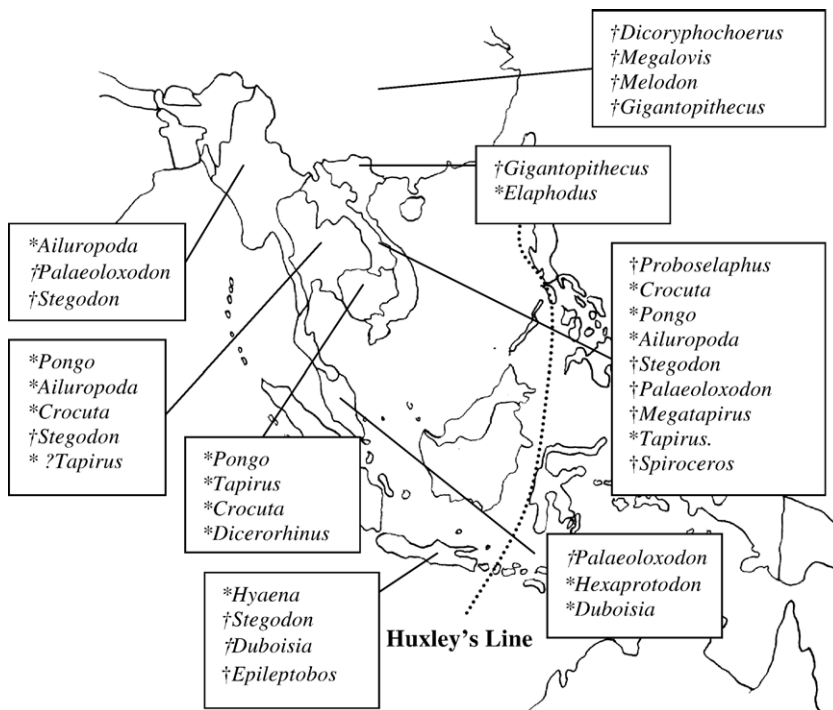 †Dicoryphochoerus
†Megalovis
†Melodon
†Gigantopithecus
†Gigantopithecus
*Elaphodus
*Ailuropoda
†Palaeoloxodon
†Stegodon
†Proboselaphus
*Crocuta
*Pongo
*Ailuropoda
†Stegodon
†Palaeoloxodon
†Megatapirus
*Tapirus.
†Spiroceros
*Pongo
*Ailuropoda
*Crocuta
†Stegodon
* ?Tapirus
*Pongo
*Tapirus
*Crocuta
*Dicerorhinus
†Palaeoloxodon
*Hexaprotodon
*Duboisia
*Hyaena
†Stegodon
†Duboisia
†Epileptobos
Huxley's Line